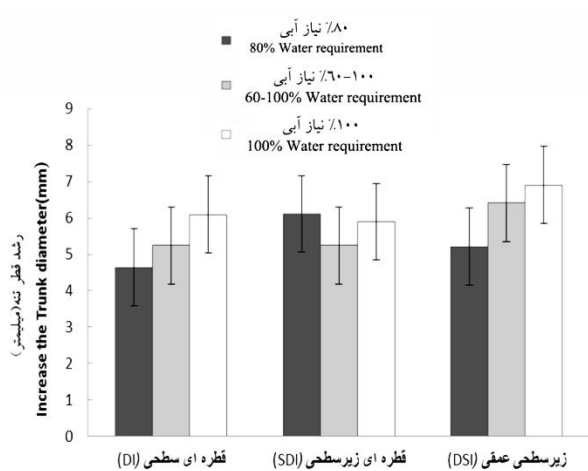 ٪۸۰ نیاز آبی
80% Water requirement
٪۶۰-۱۰۰ نیاز آبی
60-100% Water requirement
٪۱۰۰ نیاز آبی
100% Water requirement
رشد قطر تنه(میلیمتر)
Increase the Trunk diameter(mm)
9
8
7
6
5
4
3
2
1
0
قطره ای سطحی (DI)
قطره ای زیرسطحی (SDI)
زیرسطحی عمقی (DSI)